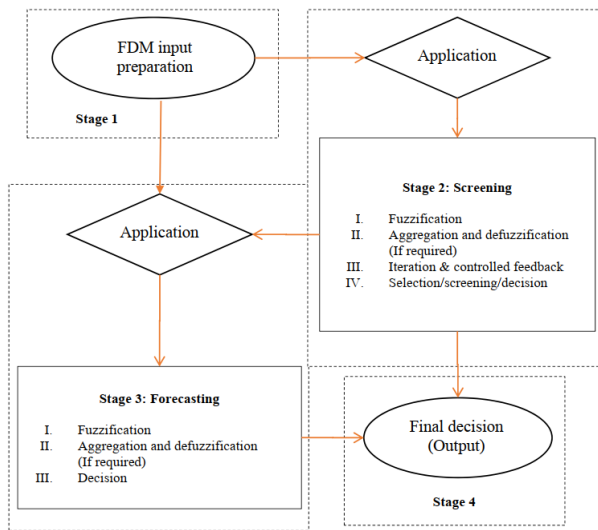 FDM input
preparation
Stage 1
Application
Stage 2: Screening
I. Fuzzification
II. Aggregation and defuzzification
(If required)
III. Iteration & controlled feedback
IV. Selection/screening/decision
Application
Stage 3: Forecasting
I. Fuzzification
II. Aggregation and defuzzification
(If required)
III. Decision
Final decision
(Output)
Stage 4